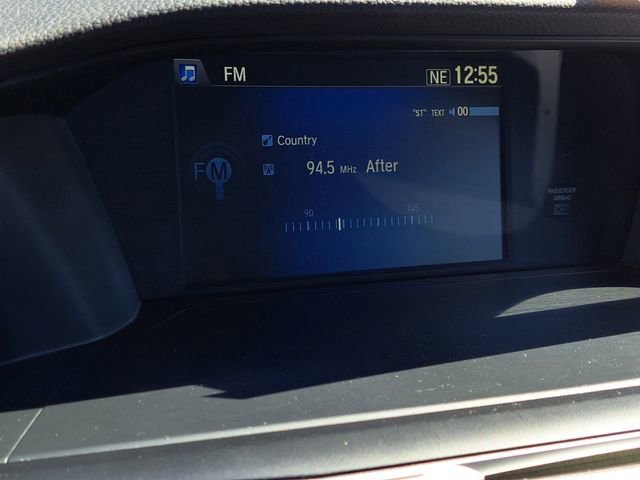 FM NE 12:55
"ST" TEXT 00
Country
FM 94.5 MHz After
90 105
PASSENGER
AIRBAG